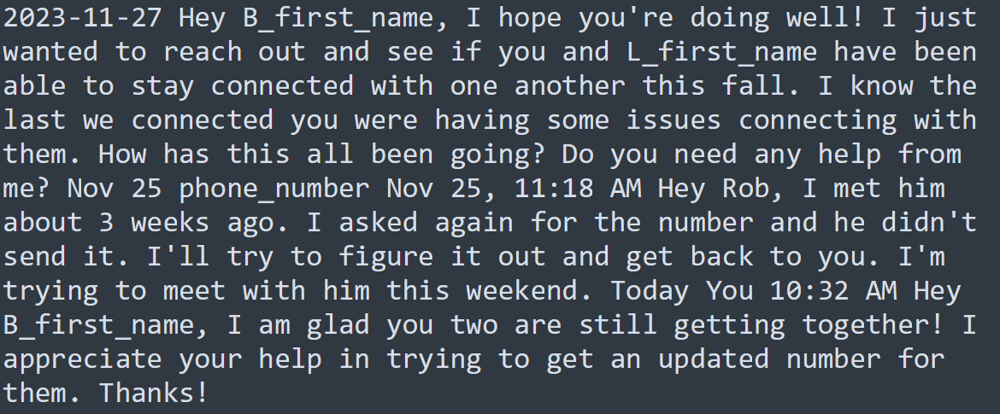 2023-11-27 Hey B_first_name, I hope you're doing well! I just
wanted to reach out and see if you and L_first_name have been
able to stay connected with one another this fall. I know the
last we connected you were having some issues connecting with
them. How has this all been going? Do you need any help from
me? Nov 25 phone_number Nov 25, 11:18 AM Hey Rob, I met him
about 3 weeks ago. I asked again for the number and he didn't
send it. I'll try to figure it out and get back to you. I'm
trying to meet with him this weekend. Today You 10:32 AM Hey
B_first_name, I am glad you two are still getting together! I
appreciate your help in trying to get an updated number for
them. Thanks!